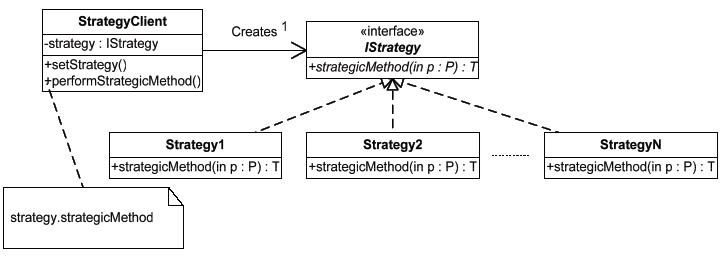 StrategyClient
-strategy : IStrategy
+setStrategy()
+performStrategicMethod()
Creates 1
«interface»
IStrategy
+strategicMethod(in p : P) : T
Strategy1
+strategicMethod(in p : P) : T
Strategy2
+strategicMethod(in p : P) : T
............
StrategyN
+strategicMethod(in p : P) : T
strategy.strategicMethod